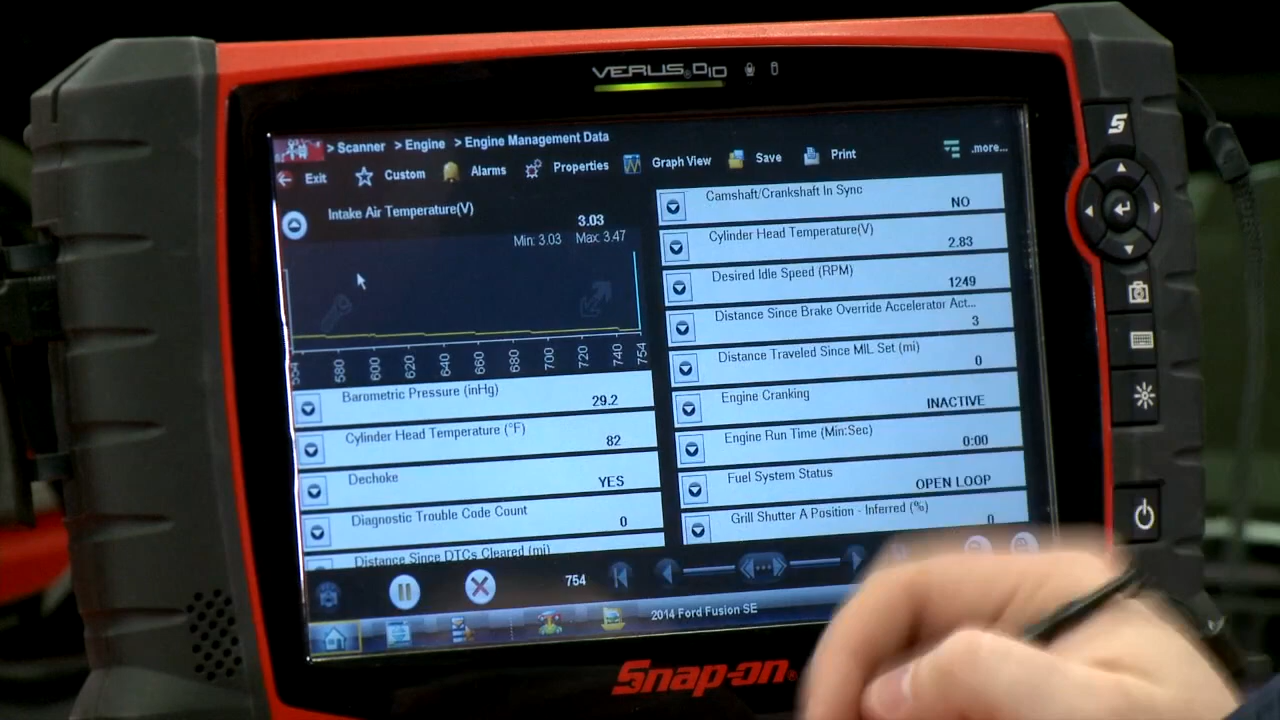 VERUS® PRO
> Scanner > Engine > Engine Management Data
Exit Custom Alarms Properties Graph View Save Print .more...
Intake Air Temperature(V)
3.03
Min: 3.03 Max: 3.47
580 600 620 640 660 680 700 720 740 754
Barometric Pressure (inHg) 29.2
Cylinder Head Temperature (°F) 82
Dechoke YES
Diagnostic Trouble Code Count 0
Distance Since DTCs Cleared (mi)
Camshaft/Crankshaft In Sync NO
Cylinder Head Temperature(V) 2.83
Desired Idle Speed (RPM) 1249
Distance Since Brake Override Accelerator Act... 3
Distance Traveled Since MIL Set (mi) 0
Engine Cranking INACTIVE
Engine Run Time (Min:Sec) 0:00
Fuel System Status OPEN LOOP
Grill Shutter A Position - Inferred (%) 0
754
2014 Ford Fusion SE
Snap-on®
S